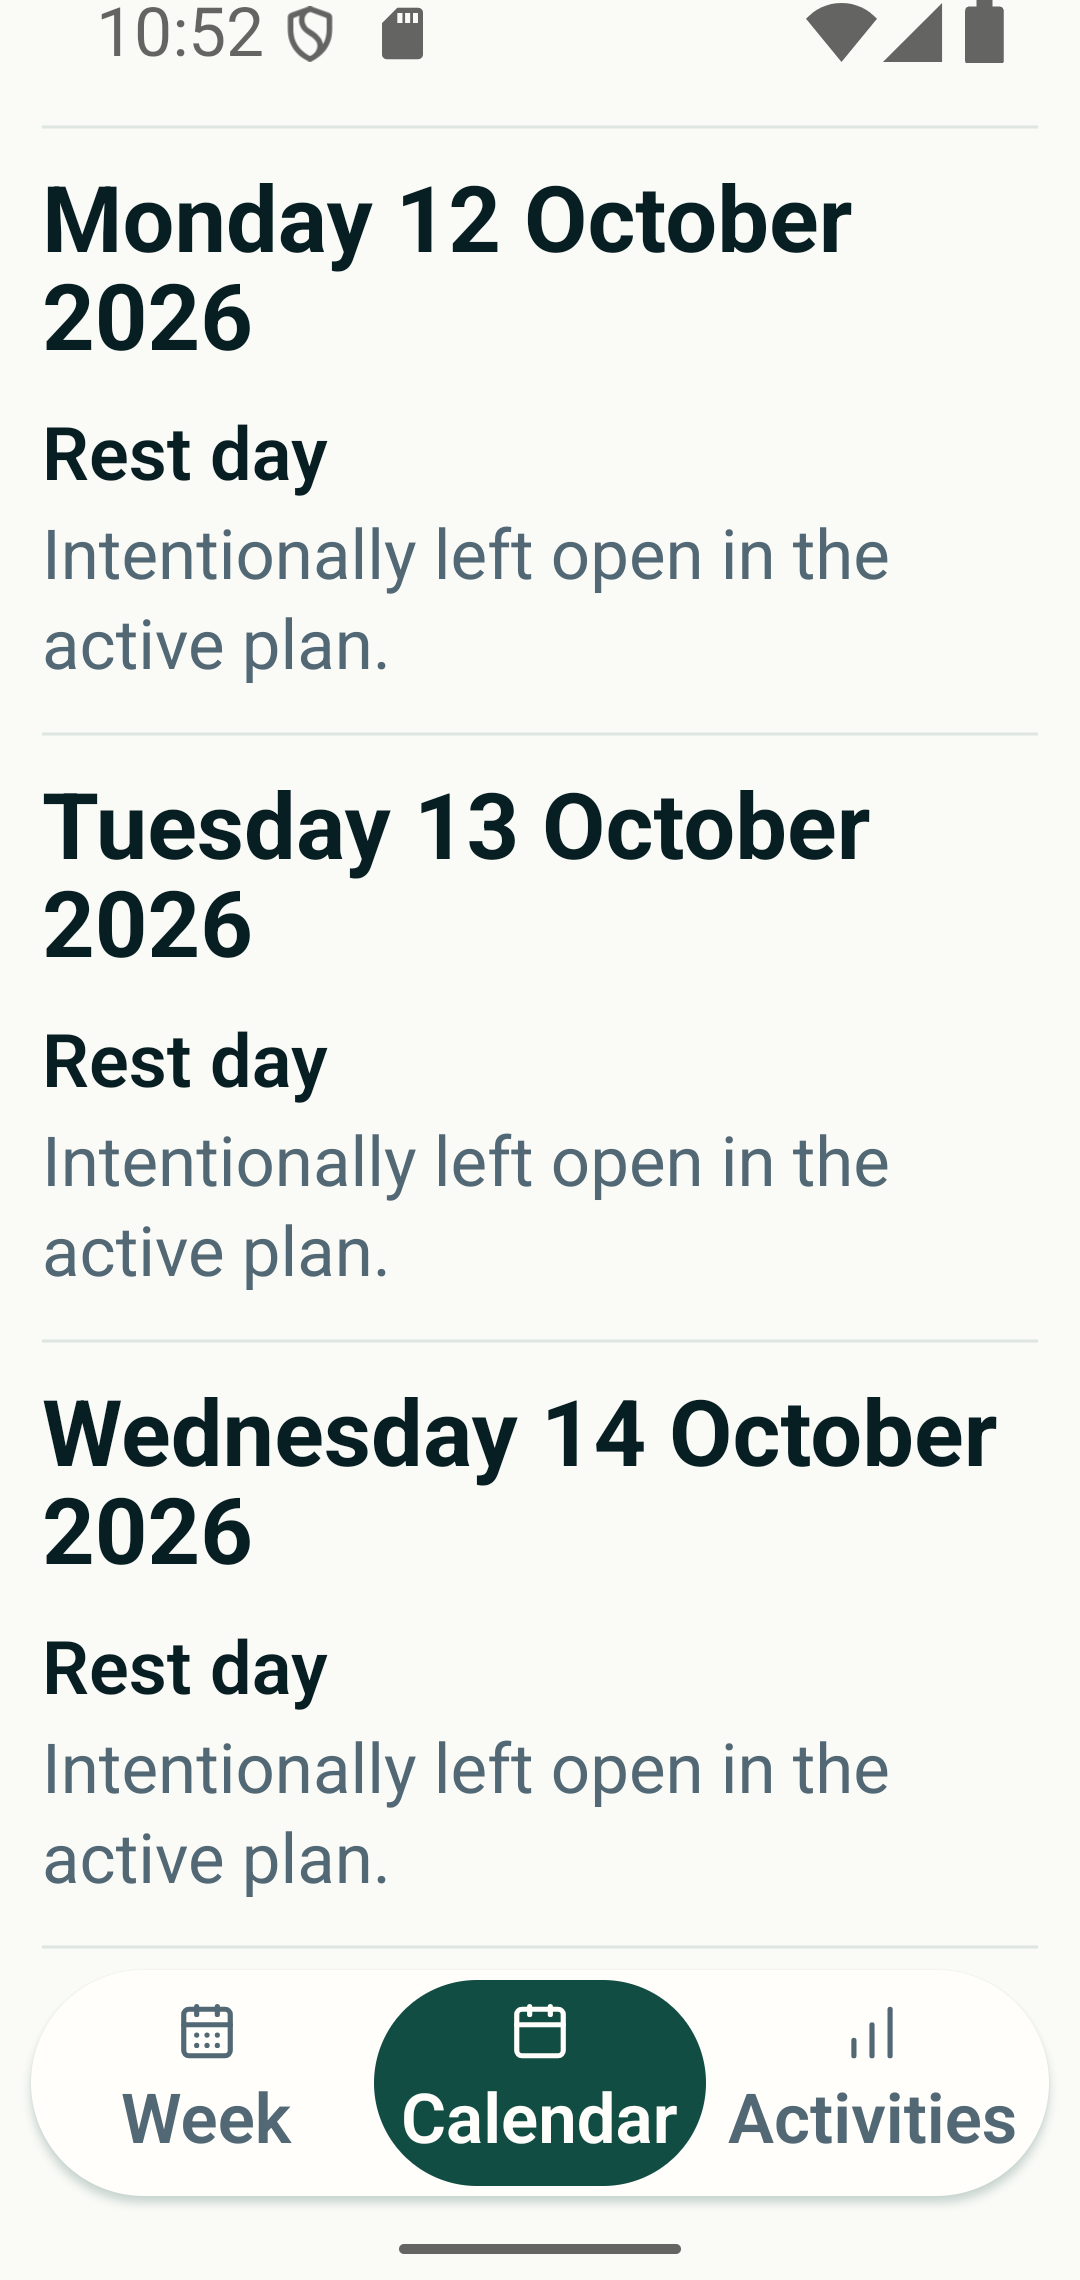 10:52
Monday 12 October
2026
Rest day
Intentionally left open in the
active plan.
Tuesday 13 October
2026
Rest day
Intentionally left open in the
active plan.
Wednesday 14 October
2026
Rest day
Intentionally left open in the
active plan.
Week
Calendar
Activities